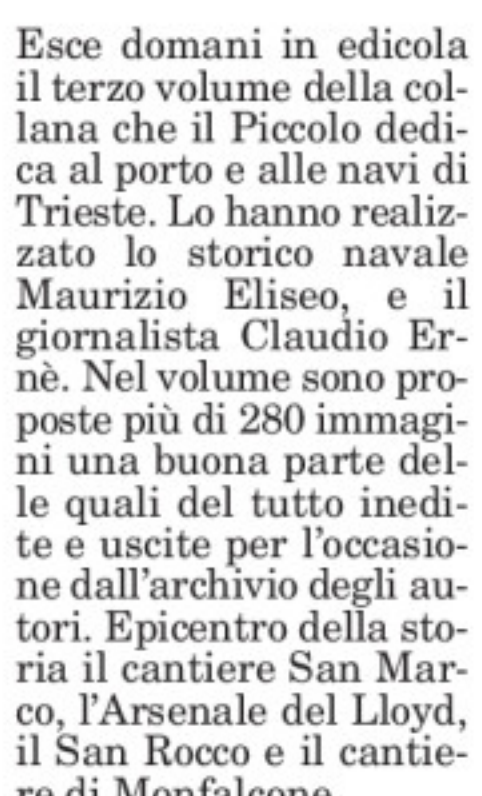 Esce domani in edicola
il terzo volume della col-
lana che il Piccolo dedi-
ca al porto e alle navi di
Trieste. Lo hanno realiz-
zato lo storico navale
Maurizio Eliseo, e il
giornalista Claudio Er-
nè. Nel volume sono pro-
poste più di 280 immagi-
ni una buona parte del-
le quali del tutto inedi-
te e uscite per l'occasio-
ne dall'archivio degli au-
tori. Epicentro della sto-
ria il cantiere San Mar-
co, l'Arsenale del Lloyd,
il San Rocco e il cantie-
re di Monfalcone